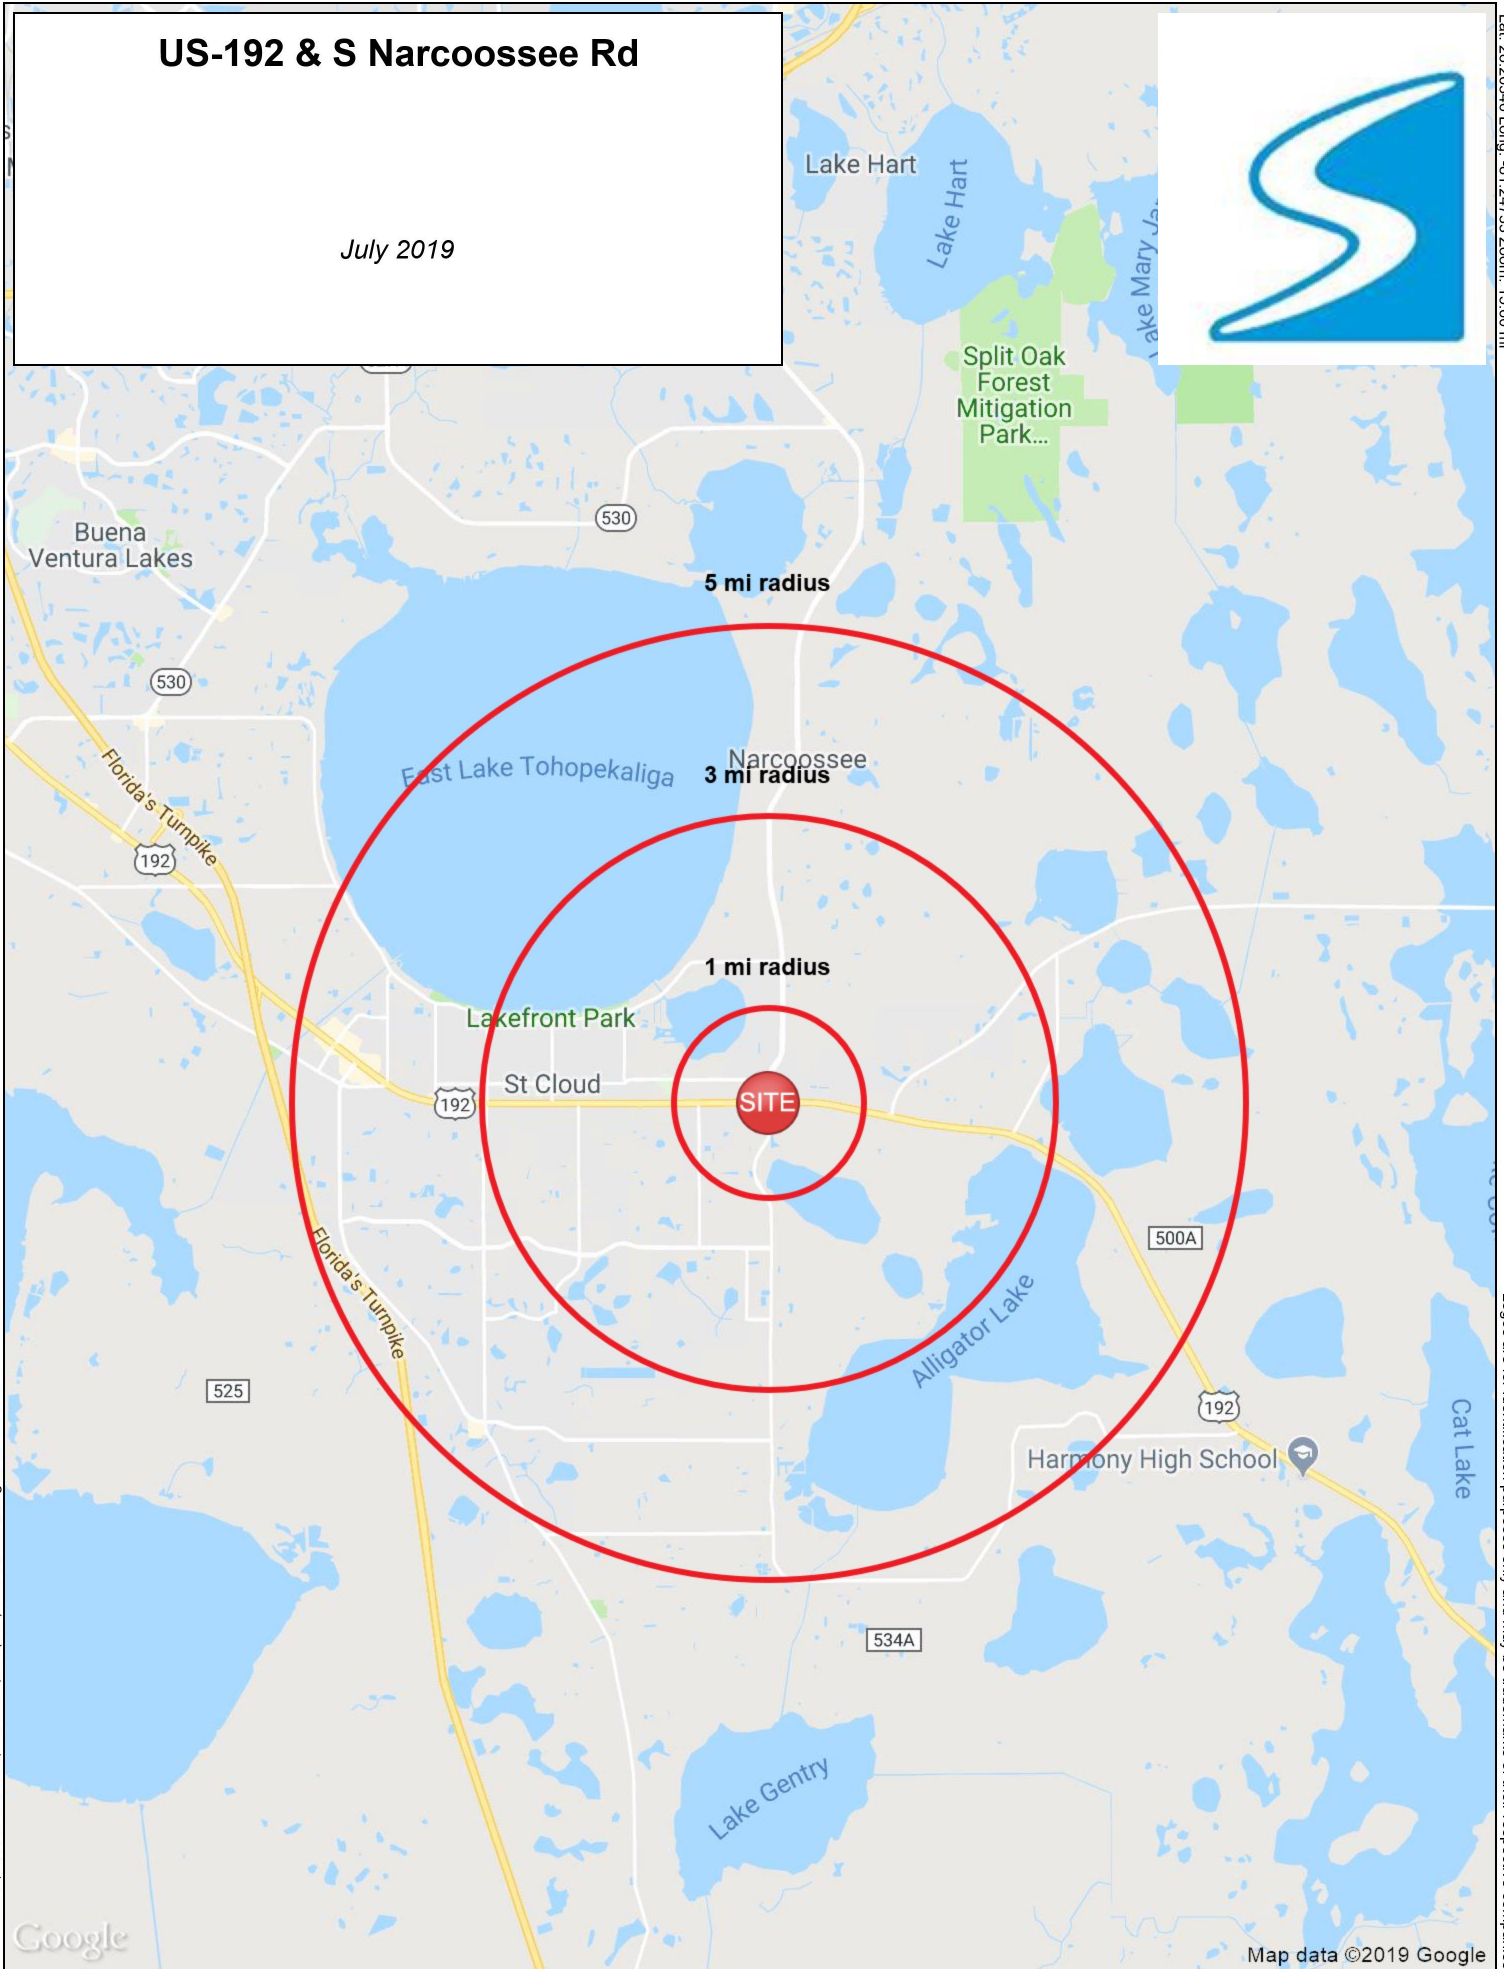 US-192 & S Narcoossee Rd
July 2019
Lake Hart
Lake Hart
Split Oak
Forest
Mitigation
Park...
530
Buena
Ventura Lakes
5 mi radius
530
Narcoossee
East Lake Tohopekaliga
3 mi radius
Florida's Turnpike
192
1 mi radius
Lakefront Park
St Cloud
192
SITE
500A
Florida's Turnpike
Alligator Lake
525
192
Cat Lake
Harmony High School
534A
Lake Gentry
Google
Map data ©2019 Google